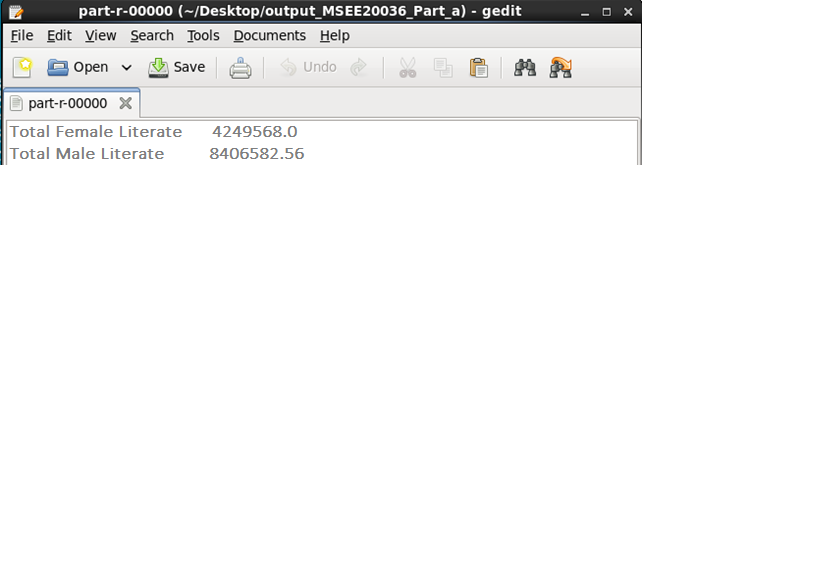 part-r-00000 (~/Desktop/output_MSEE20036_Part_a) - gedit
File Edit View Search Tools Documents Help
Open Save Undo
part-r-00000
Total Female Literate 4249568.0
Total Male Literate 8406582.56